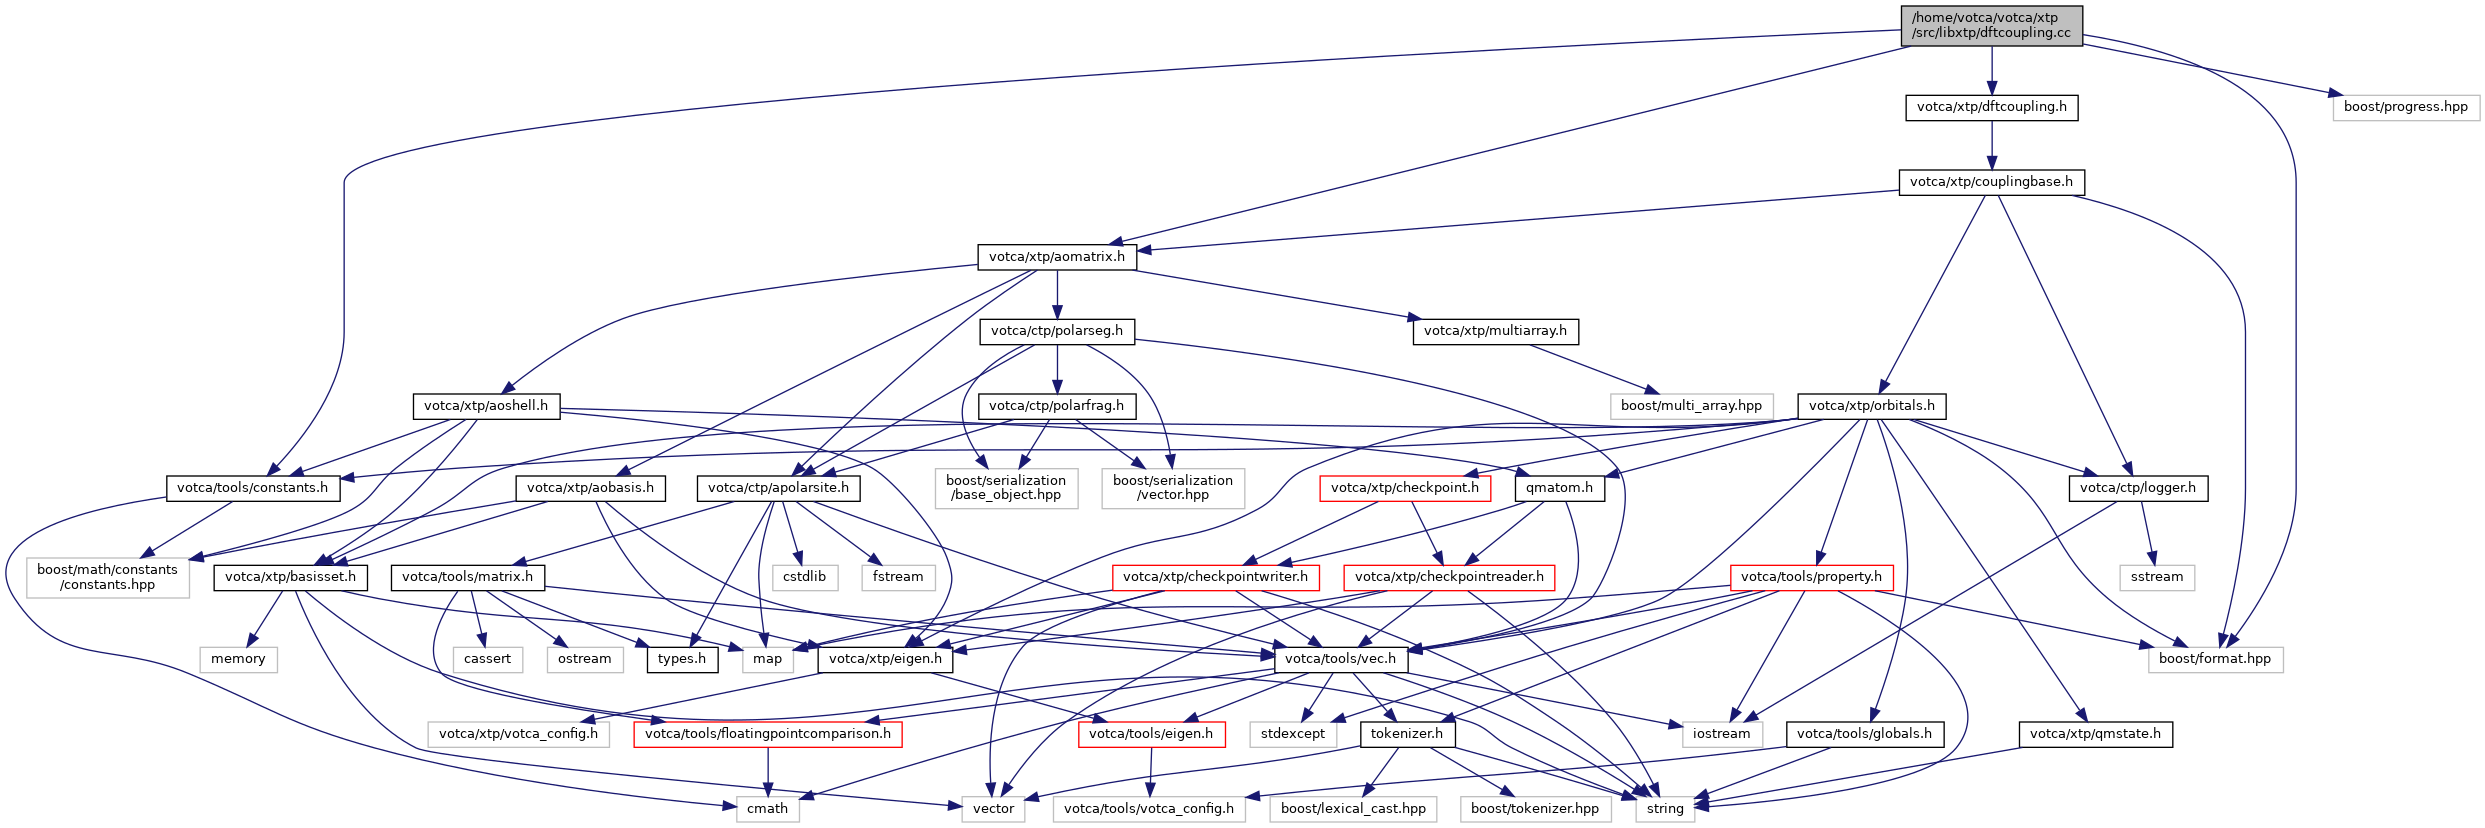 /home/votca/votca/xtp
/src/libxtp/dftcoupling.cc
votca/xtp/dftcoupling.h
boost/progress.hpp
votca/xtp/couplingbase.h
votca/xtp/aomatrix.h
votca/ctp/polarseg.h
votca/xtp/multiarray.h
votca/xtp/aoshell.h
votca/ctp/polarfrag.h
boost/multi_array.hpp
votca/xtp/orbitals.h
votca/tools/constants.h
votca/xtp/aobasis.h
votca/ctp/apolarsite.h
boost/serialization
/base_object.hpp
boost/serialization
/vector.hpp
votca/xtp/checkpoint.h
qmatom.h
votca/ctp/logger.h
boost/math/constants
/constants.hpp
votca/xtp/basisset.h
votca/tools/matrix.h
cstdlib
fstream
votca/xtp/checkpointwriter.h
votca/xtp/checkpointreader.h
votca/tools/property.h
sstream
memory
cassert
ostream
types.h
map
votca/xtp/eigen.h
votca/tools/vec.h
boost/format.hpp
votca/xtp/votca_config.h
votca/tools/floatingpointcomparison.h
votca/tools/eigen.h
stdexcept
tokenizer.h
iostream
votca/tools/globals.h
votca/xtp/qmstate.h
cmath
vector
votca/tools/votca_config.h
boost/lexical_cast.hpp
boost/tokenizer.hpp
string